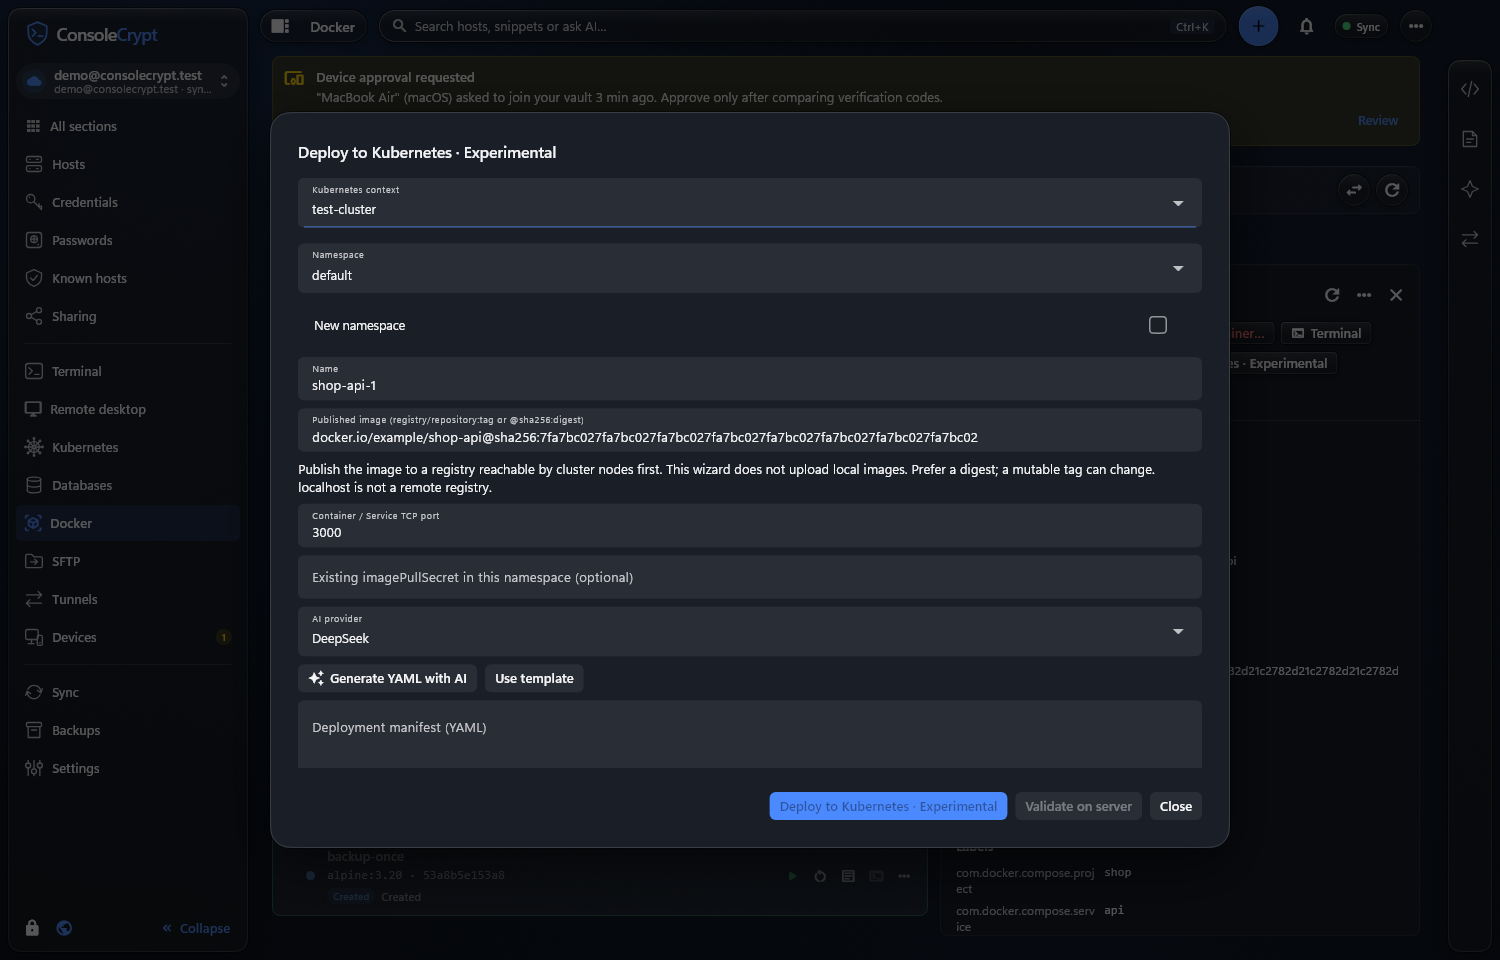 ConsoleCrypt
demo@consolecrypt.test
demo@consolecrypt.test · syn...
All sections
Hosts
Credentials
Passwords
Known hosts
Sharing
Terminal
Remote desktop
Kubernetes
Databases
Docker
SFTP
Tunnels
Devices
1
Sync
Backups
Settings
Collapse
Docker
Search hosts, snippets or ask AI...
Ctrl+K
Sync
Device approval requested
"MacBook Air" (macOS) asked to join your vault 3 min ago. Approve only after comparing verification codes.
Review
Deploy to Kubernetes · Experimental
Kubernetes context
test-cluster
Namespace
default
New namespace
Name
shop-api-1
Published image (registry/repository:tag or @sha256:digest)
docker.io/example/shop-api@sha256:7fa7bc027fa7bc027fa7bc027fa7bc027fa7bc027fa7bc027fa7bc027fa7bc02
Publish the image to a registry reachable by cluster nodes first. This wizard does not upload local images. Prefer a digest; a mutable tag can change.
localhost is not a remote registry.
Container / Service TCP port
3000
Existing imagePullSecret in this namespace (optional)
AI provider
DeepSeek
Generate YAML with AI
Use template
Deployment manifest (YAML)
Deploy to Kubernetes · Experimental
Validate on server
Close
Terminal
· Experimental
backup-once
alpine:3.20 - 53a8b5e153a8
Created
Created
Labels
com.docker.compose.proj
ect
shop
com.docker.compose.serv
ice
api